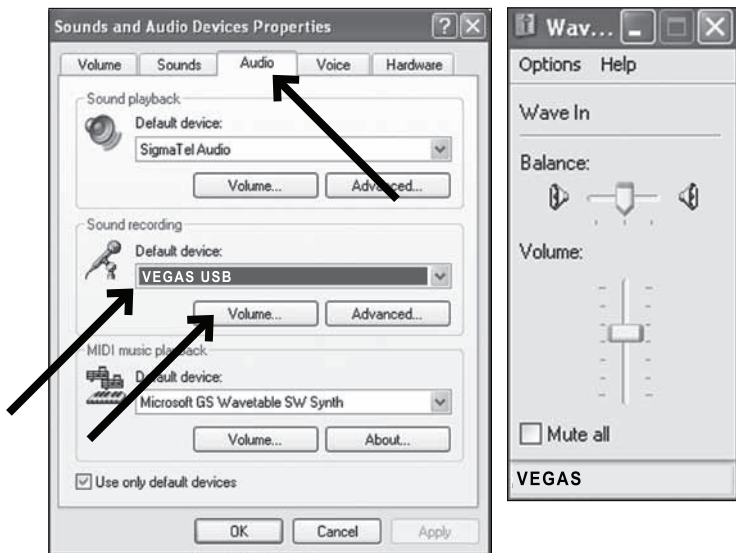 Sounds and Audio Devices Properties
Volume Sounds Audio Voice Hardware
Sound playback
Default device:
SigmaTel Audio
Volume... Advanced...
Sound recording
Default device:
VEGAS USB
Volume... Advanced...
MIDI music playback
Default device:
Microsoft GS Wavetable SW Synth
Volume... About...
Use only default devices
OK Cancel Apply
Wav...
Options Help
Wave In
Balance:
Volume:
Mute all
VEGAS